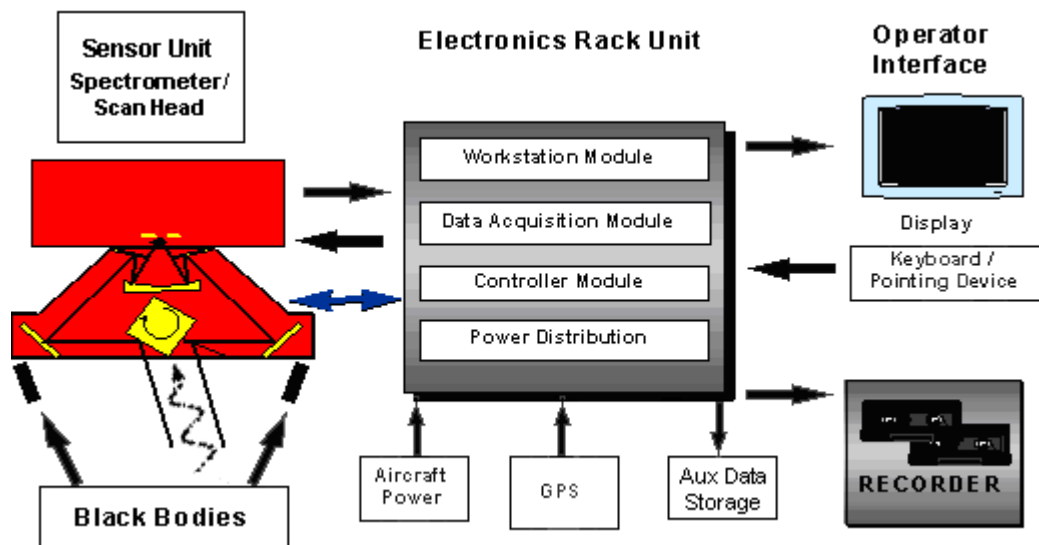 Sensor Unit
Spectrometer/
Scan Head
Electronics Rack Unit
Operator
Interface
Workstation Module
Data Acquisition Module
Controller Module
Power Distribution
Display
Keyboard /
Pointing Device
Aircraft
Power
GPS
Aux Data
Storage
RECORDER
Black Bodies